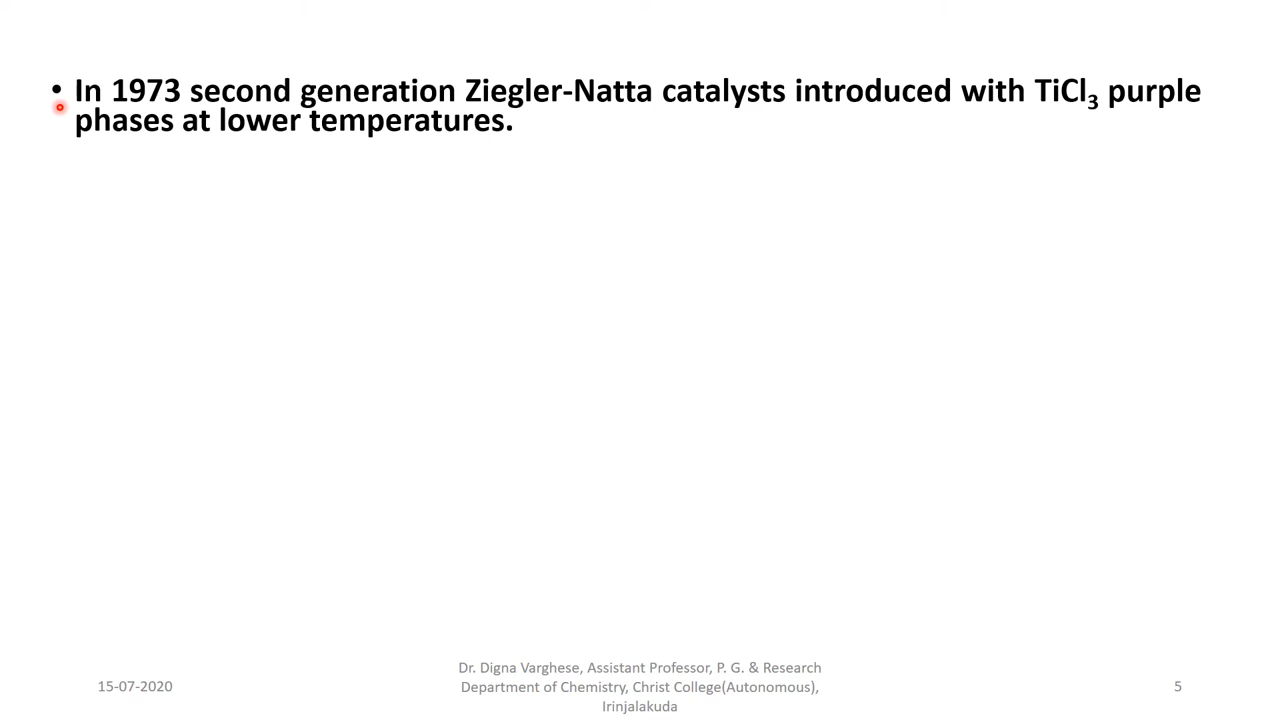 • In 1973 second generation Ziegler-Natta catalysts introduced with TiCl₃ purple
phases at lower temperatures.
15-07-2020
Dr. Digna Varghese, Assistant Professor, P. G. & Research
Department of Chemistry, Christ College(Autonomous),
Irinjalakuda
5